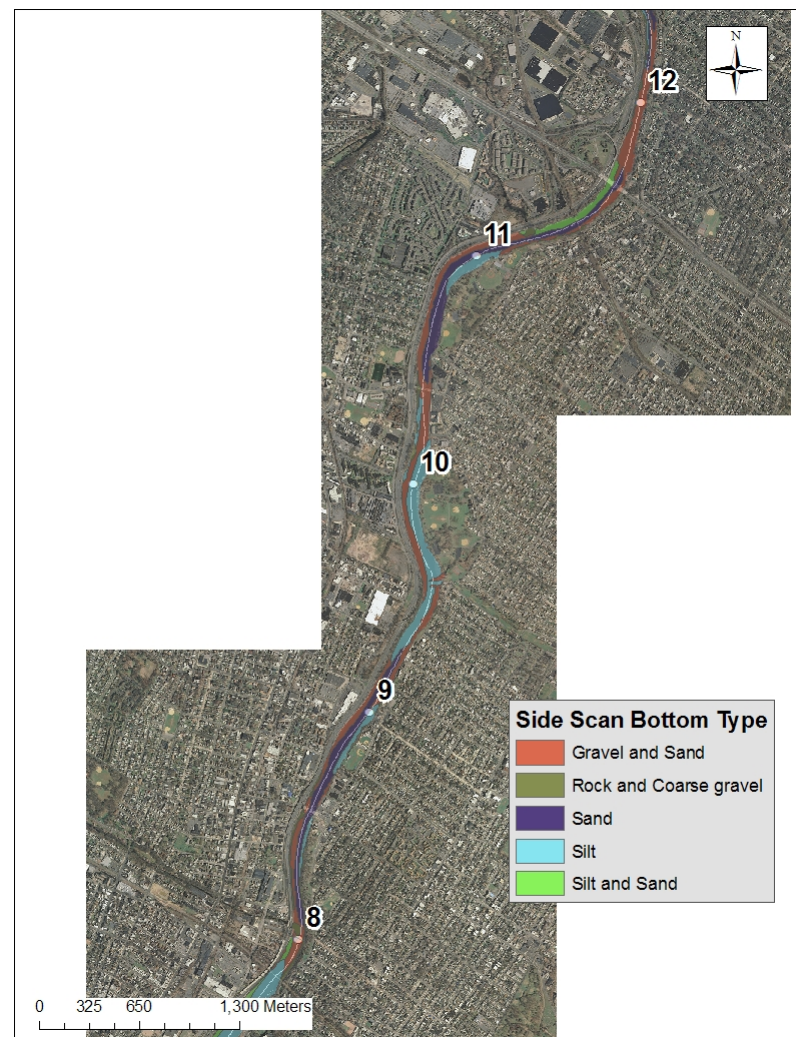 N
12
11
10
9
8
Side Scan Bottom Type
Gravel and Sand
Rock and Coarse gravel
Sand
Silt
Silt and Sand
0 325 650 1,300 Meters